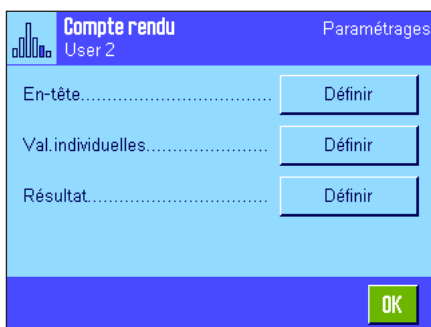 Compte rendu Paramétrages
User 2
En-tête.................................. Définir
Val.individuelles...................... Définir
Résultat................................ Définir
OK